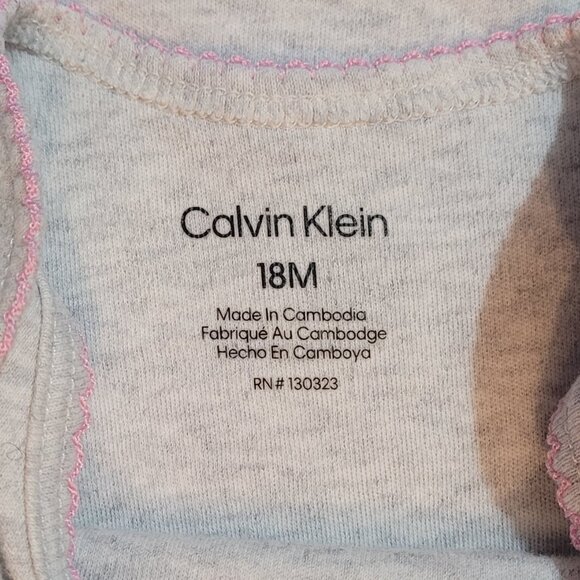 Calvin Klein
18M
Made In Cambodia
Fabriqué Au Cambodge
Hecho En Camboya
RN# 130323